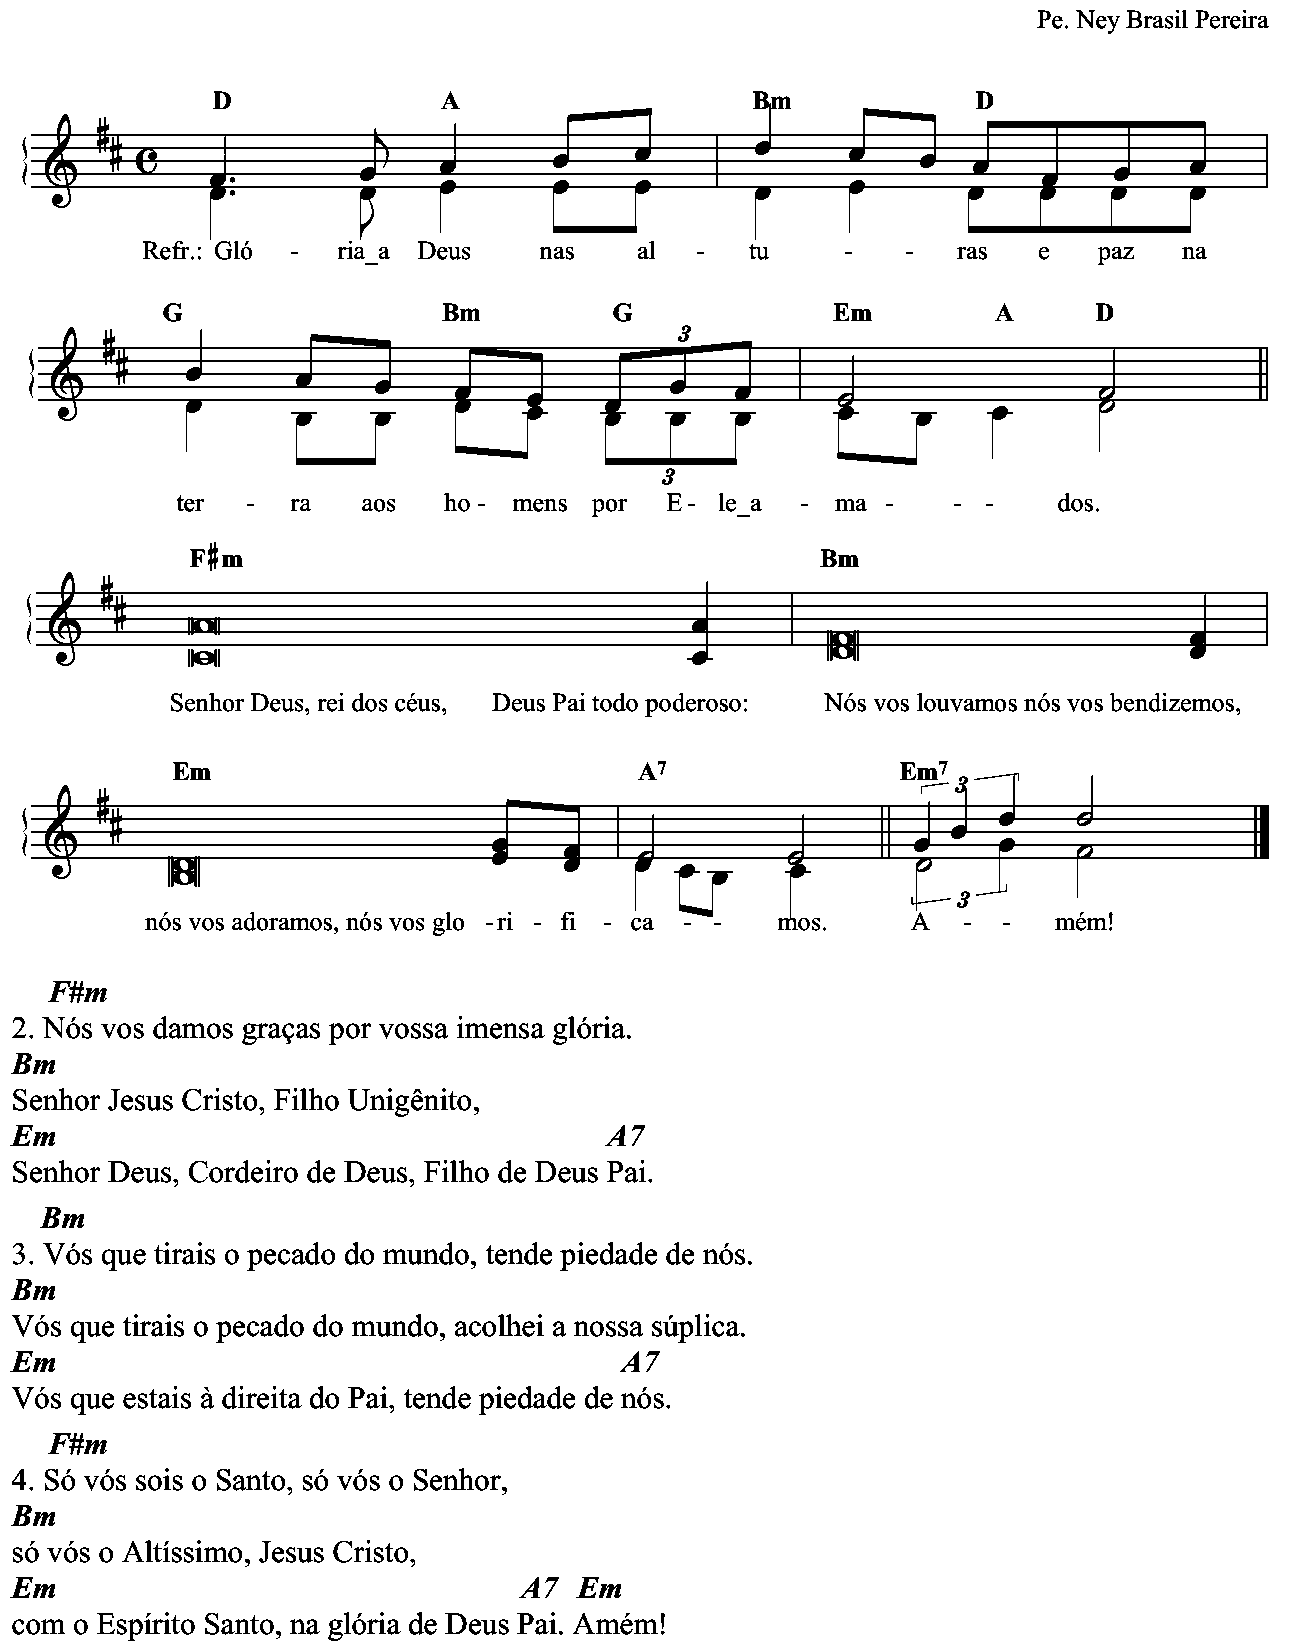 Pe. Ney Brasil Pereira
D A Bm D
Refr.: Gló - ria_a Deus nas al - tu - - ras e paz na
G Bm G Em A D
3
3
ter - ra aos ho - mens por E - le_a - ma - - - dos.
F♯m Bm
Senhor Deus, rei dos céus, Deus Pai todo poderoso: Nós vos louvamos nós vos bendizemos,
Em A7 Em7
3
3
nós vos adoramos, nós vos glo - ri - fi - ca - - mos. A - - mém!
F#m
2. Nós vos damos graças por vossa imensa glória.
Bm
Senhor Jesus Cristo, Filho Unigênito,
Em A7
Senhor Deus, Cordeiro de Deus, Filho de Deus Pai.
Bm
3. Vós que tirais o pecado do mundo, tende piedade de nós.
Bm
Vós que tirais o pecado do mundo, acolhei a nossa súplica.
Em A7
Vós que estais à direita do Pai, tende piedade de nós.
F#m
4. Só vós sois o Santo, só vós o Senhor,
Bm
só vós o Altíssimo, Jesus Cristo,
Em A7 Em
com o Espírito Santo, na glória de Deus Pai. Amém!